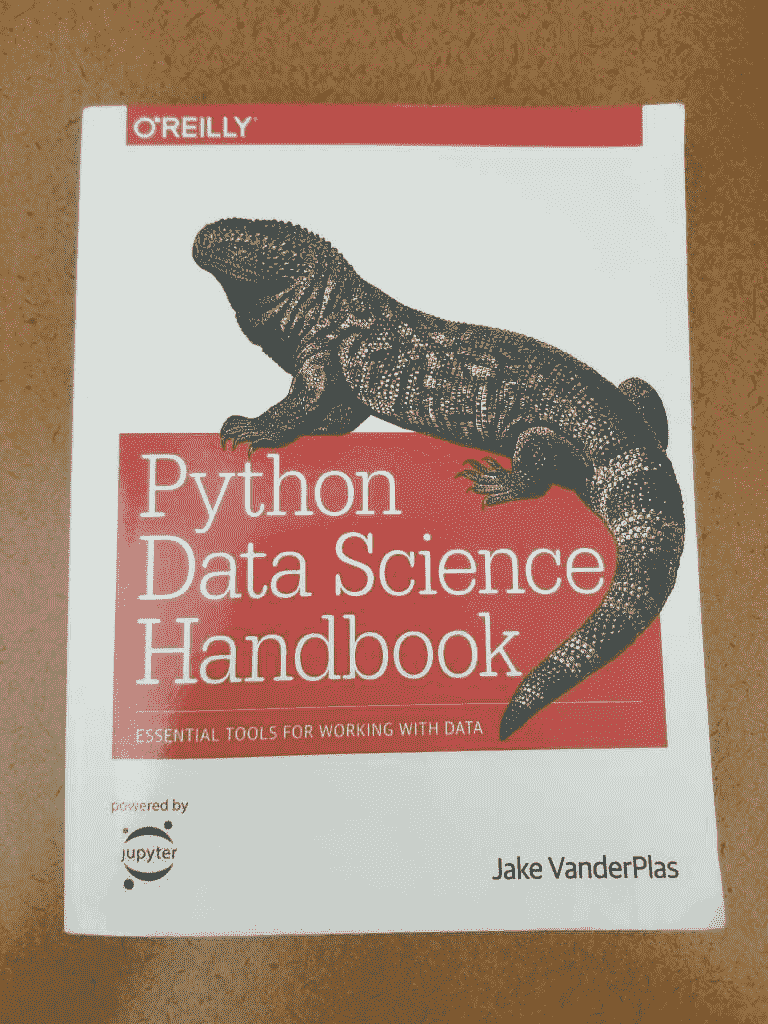 O'REILLY
Python
Data Science
Handbook
ESSENTIAL TOOLS FOR WORKING WITH DATA
powered by
jupyter
Jake VanderPlas